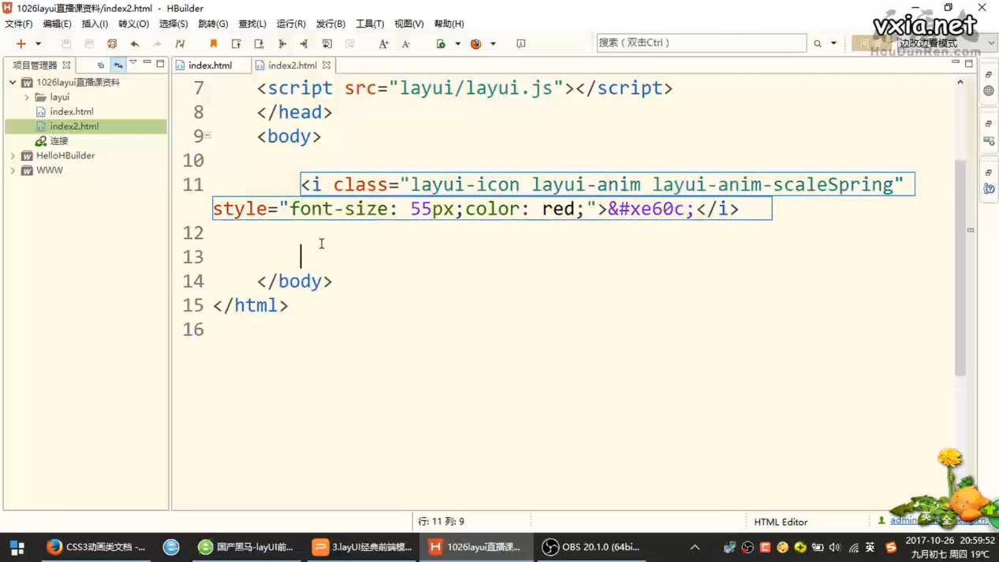 1026layui直播课资料/index2.html - HBuilder
vxia.net
文件(F) 编辑(E) 插入(I) 转义(O) 选择(S) 跳转(G) 查找(L) 运行(R) 发行(B) 工具(T) 视图(V) 帮助(H)
搜索（双击Ctrl）
边改边看模式
HouDunRen.com
项目管理器
index.html
index2.html
1026layui直播课资料
layui
index.html
index2.html
连接
HelloHBuilder
WWW
7 <script src="layui/layui.js"></script>
8 </head>
9 <body>
10
11 <i class="layui-icon layui-anim layui-anim-scaleSpring"
style="font-size: 55px;color: red;">&#xe60c;</i>
12
13
14 </body>
15 </html>
16
行: 11 列: 9
HTML Editor
英 全
CSS3动画类文档 -...
国产黑马-layUI前...
3.layUI经典前端模...
1026layui直播课...
OBS 20.1.0 (64bi...
英
2017-10-26 20:59:52
九月初七 周四 19℃